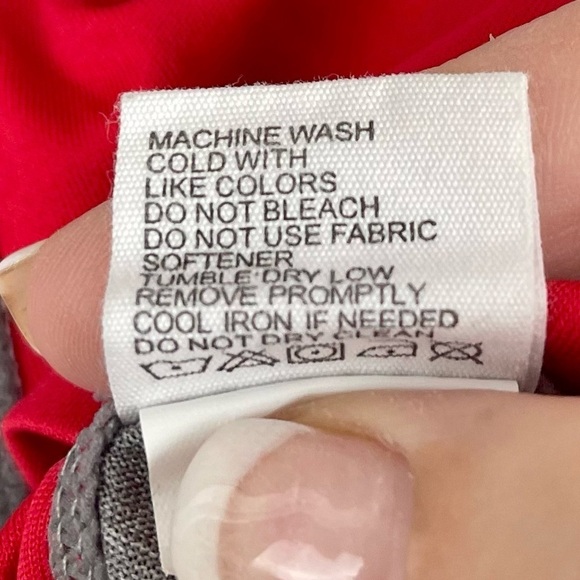 MACHINE WASH
COLD WITH
LIKE COLORS
DO NOT BLEACH
DO NOT USE FABRIC
SOFTENER
TUMBLE DRY LOW
REMOVE PROMPTLY
COOL IRON IF NEEDED
DO NOT DRY CLEAN